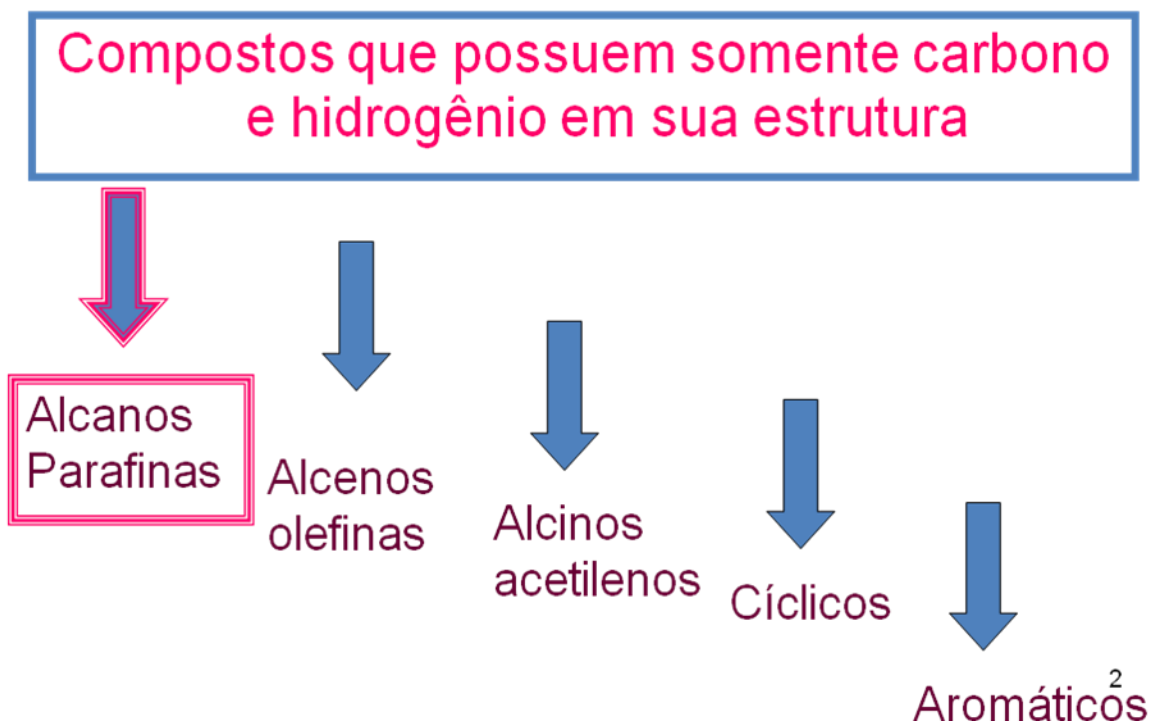 Compostos que possuem somente carbono
e hidrogênio em sua estrutura
Alcanos
Parafinas
Alcenos
olefinas
Alcinos
acetilenos
Cíclicos
Aromáticos
2